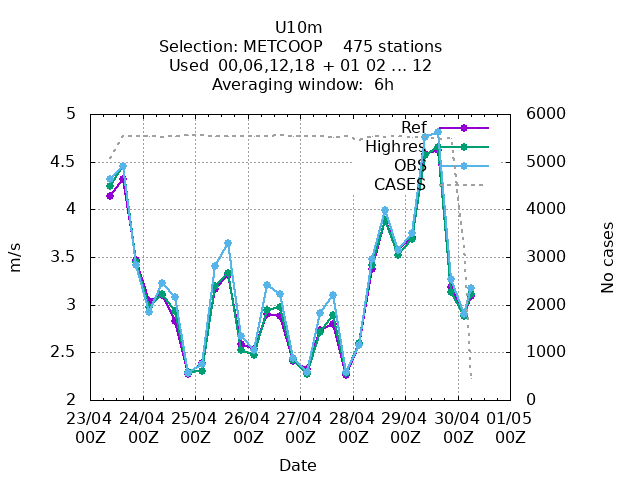 U10m
Selection: METCOOP 475 stations
Used 00,06,12,18 + 01 02 ... 12
Averaging window: 6h
Ref
Highres
OBS
CASES
5
4.5
4
3.5
3
2.5
2
6000
5000
4000
3000
2000
1000
0
m/s
No cases
23/04 24/04 25/04 26/04 27/04 28/04 29/04 30/04 01/05
00Z 00Z 00Z 00Z 00Z 00Z 00Z 00Z 00Z
Date